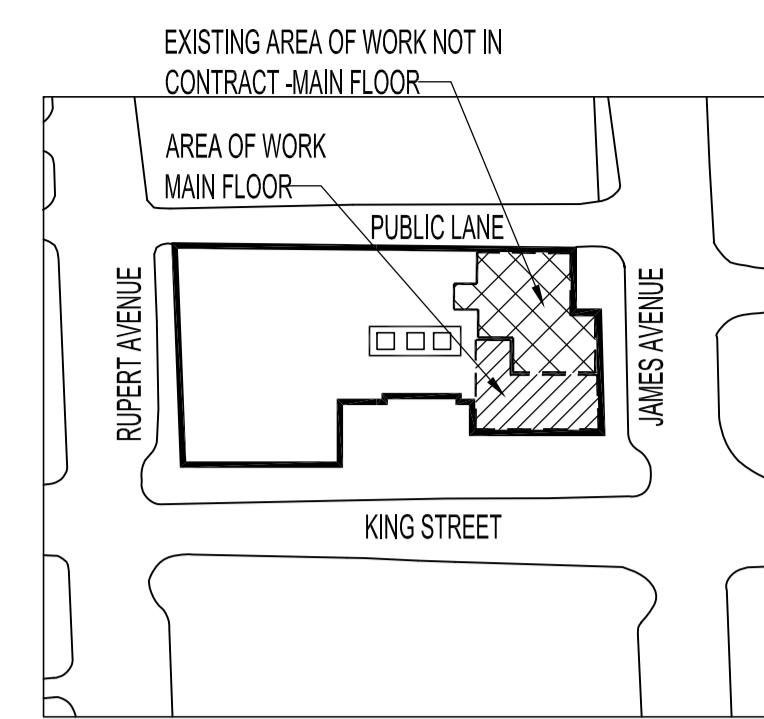 EXISTING AREA OF WORK NOT IN
CONTRACT -MAIN FLOOR
AREA OF WORK
MAIN FLOOR
PUBLIC LANE
RUPERT AVENUE
JAMES AVENUE
KING STREET